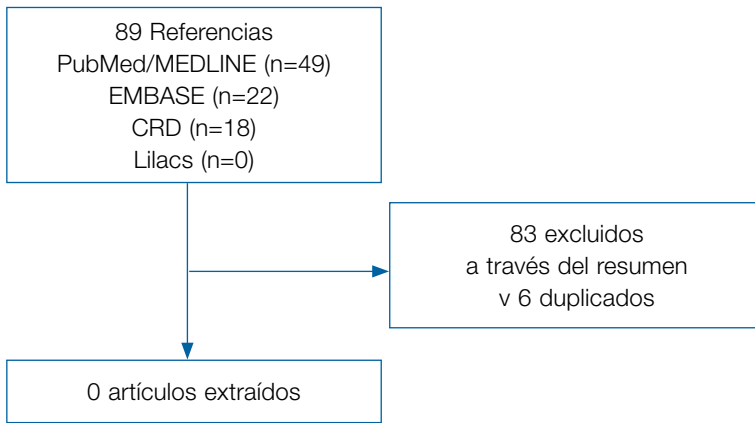 89 Referencias
PubMed/MEDLINE (n=49)
EMBASE (n=22)
CRD (n=18)
Lilacs (n=0)
83 excluidos
a través del resumen
v 6 duplicados
0 artículos extraídos